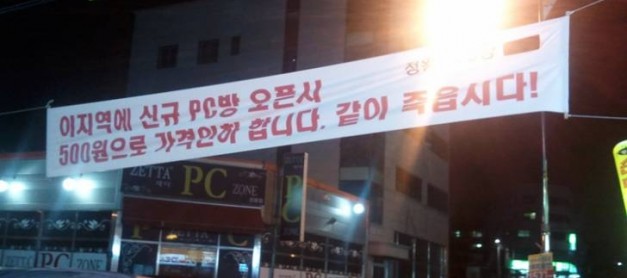 이지역에 신규 PC방 오픈시
500원으로 가격인하 합니다. 같이 죽읍시다!
ZETTA PC ZONE
ZETTA PC ZONE